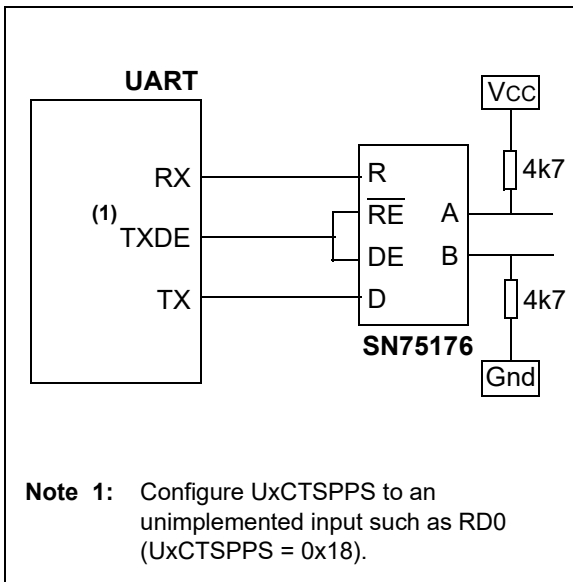 UART
VCC
RX
R
4k7
(1)
TXDE
RE
A
DE
B
TX
D
4k7
SN75176
Gnd
Note 1: Configure UxCTSPPS to an
unimplemented input such as RD0
(UxCTSPPS = 0x18).